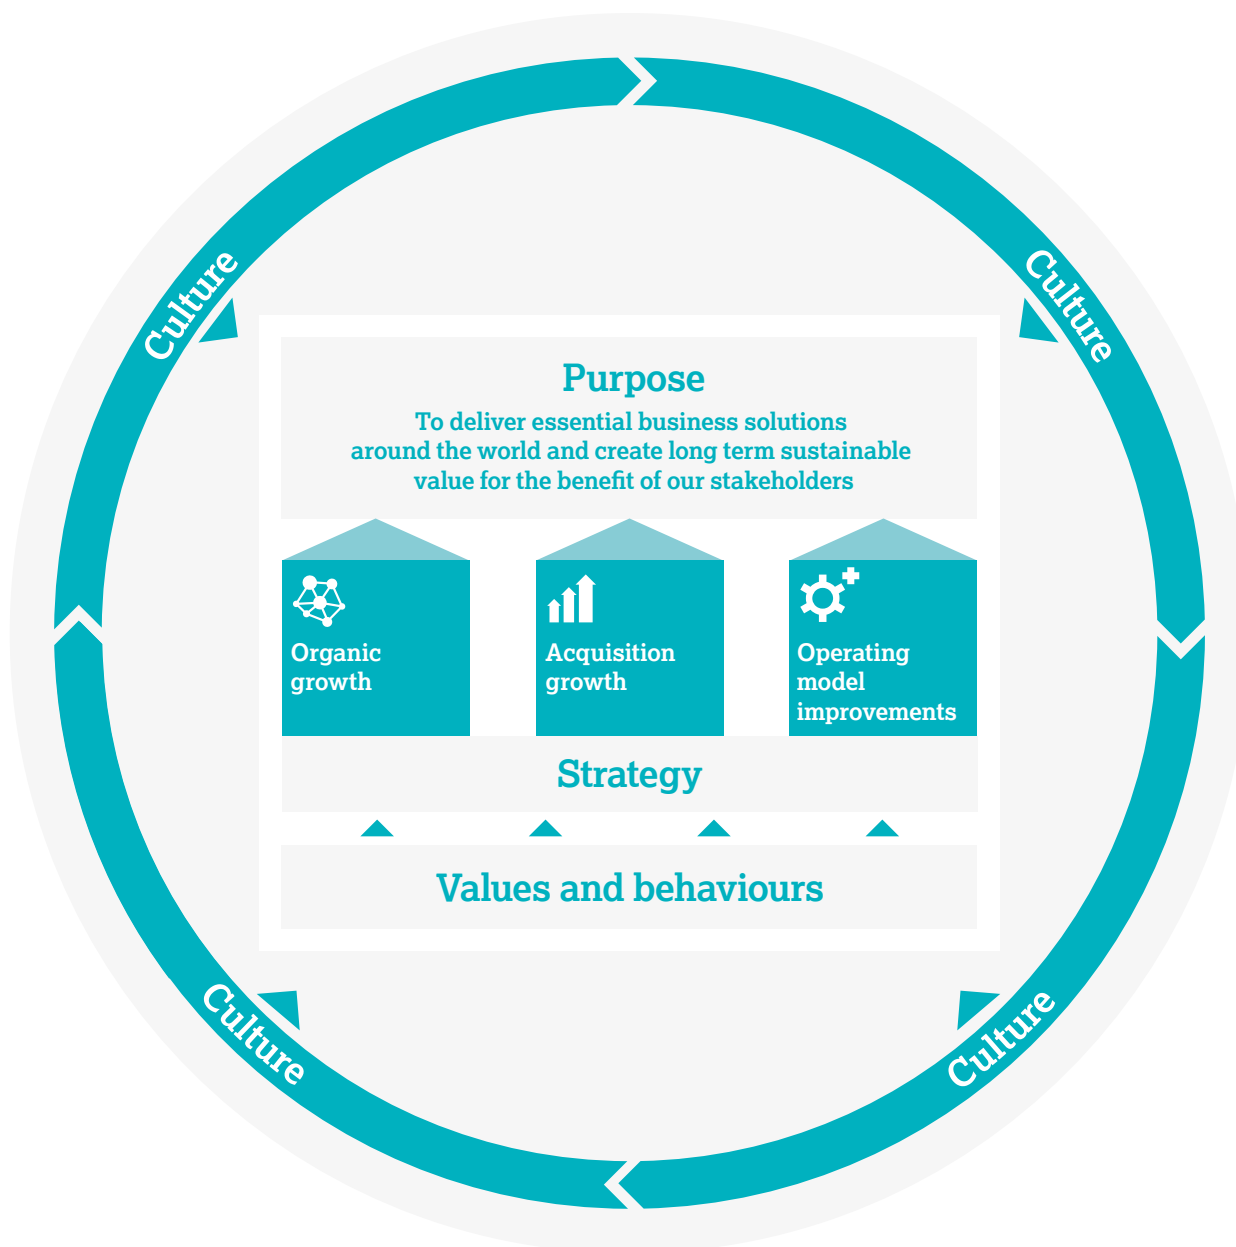 Culture
Culture
Purpose
To deliver essential business solutions
around the world and create long term sustainable
value for the benefit of our stakeholders
Organic
growth
Acquisition
growth
Operating
model
improvements
Strategy
Values and behaviours
Culture
Culture